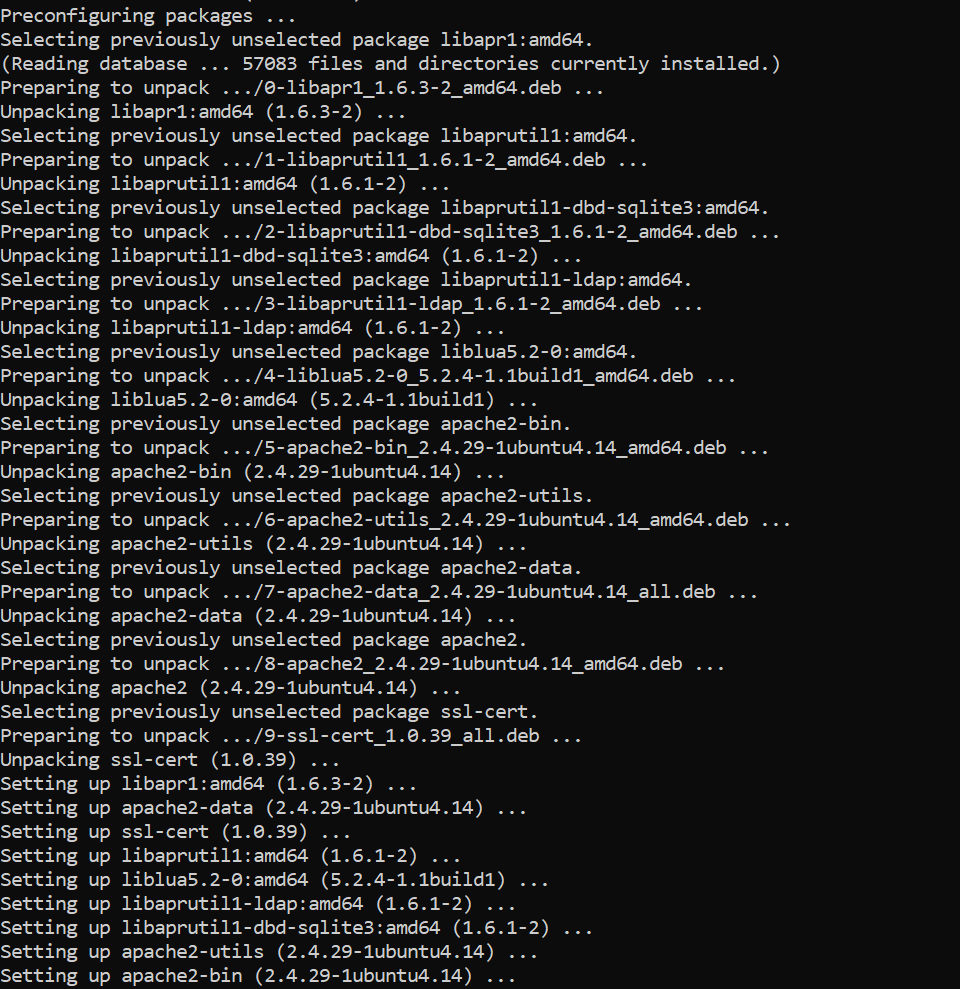 Preconfiguring packages ...
Selecting previously unselected package libapr1:amd64.
(Reading database ... 57083 files and directories currently installed.)
Preparing to unpack .../0-libapr1_1.6.3-2_amd64.deb ...
Unpacking libapr1:amd64 (1.6.3-2) ...
Selecting previously unselected package libaprutil1:amd64.
Preparing to unpack .../1-libaprutil1_1.6.1-2_amd64.deb ...
Unpacking libaprutil1:amd64 (1.6.1-2) ...
Selecting previously unselected package libaprutil1-dbd-sqlite3:amd64.
Preparing to unpack .../2-libaprutil1-dbd-sqlite3_1.6.1-2_amd64.deb ...
Unpacking libaprutil1-dbd-sqlite3:amd64 (1.6.1-2) ...
Selecting previously unselected package libaprutil1-ldap:amd64.
Preparing to unpack .../3-libaprutil1-ldap_1.6.1-2_amd64.deb ...
Unpacking libaprutil1-ldap:amd64 (1.6.1-2) ...
Selecting previously unselected package liblua5.2-0:amd64.
Preparing to unpack .../4-liblua5.2-0_5.2.4-1.1build1_amd64.deb ...
Unpacking liblua5.2-0:amd64 (5.2.4-1.1build1) ...
Selecting previously unselected package apache2-bin.
Preparing to unpack .../5-apache2-bin_2.4.29-1ubuntu4.14_amd64.deb ...
Unpacking apache2-bin (2.4.29-1ubuntu4.14) ...
Selecting previously unselected package apache2-utils.
Preparing to unpack .../6-apache2-utils_2.4.29-1ubuntu4.14_amd64.deb ...
Unpacking apache2-utils (2.4.29-1ubuntu4.14) ...
Selecting previously unselected package apache2-data.
Preparing to unpack .../7-apache2-data_2.4.29-1ubuntu4.14_all.deb ...
Unpacking apache2-data (2.4.29-1ubuntu4.14) ...
Selecting previously unselected package apache2.
Preparing to unpack .../8-apache2_2.4.29-1ubuntu4.14_amd64.deb ...
Unpacking apache2 (2.4.29-1ubuntu4.14) ...
Selecting previously unselected package ssl-cert.
Preparing to unpack .../9-ssl-cert_1.0.39_all.deb ...
Unpacking ssl-cert (1.0.39) ...
Setting up libapr1:amd64 (1.6.3-2) ...
Setting up apache2-data (2.4.29-1ubuntu4.14) ...
Setting up ssl-cert (1.0.39) ...
Setting up libaprutil1:amd64 (1.6.1-2) ...
Setting up liblua5.2-0:amd64 (5.2.4-1.1build1) ...
Setting up libaprutil1-ldap:amd64 (1.6.1-2) ...
Setting up libaprutil1-dbd-sqlite3:amd64 (1.6.1-2) ...
Setting up apache2-utils (2.4.29-1ubuntu4.14) ...
Setting up apache2-bin (2.4.29-1ubuntu4.14) ...